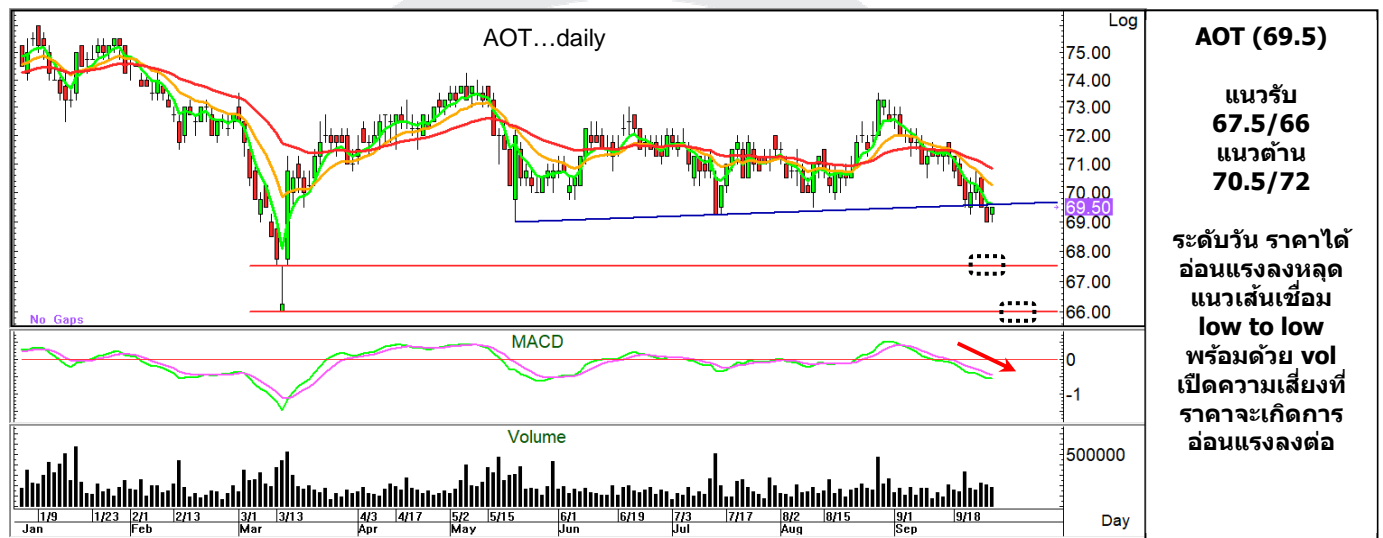 AOT...daily
Log
75.00
74.00
73.00
72.00
71.00
70.00
69.50
69.00
68.00
67.00
66.00
No Gaps
MACD
0
-1
Volume
500000
1/9 1/23 2/1 2/13 3/1 3/13 4/3 4/17 5/2 5/15 6/1 6/19 7/3 7/17 8/2 8/15 9/1 9/18
Jan Feb Mar Apr May Jun Jul Aug Sep
Day
AOT (69.5)
แนวรับ
67.5/66
แนวต้าน
70.5/72
ระดับวัน ราคาได้
อ่อนแรงลงหลุด
แนวเส้นเชื่อม
low to low
พร้อมด้วย vol
เปิดความเสี่ยงที่
ราคาจะเกิดการ
อ่อนแรงลงต่อ